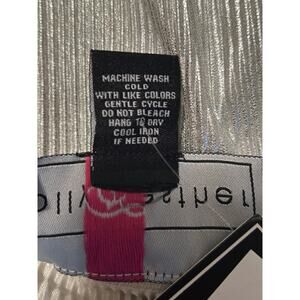 MACHINE WASH
COLD
WITH LIKE COLORS
GENTLE CYCLE
DO NOT BLEACH
HANG TO DRY
COOL IRON
IF NEEDED